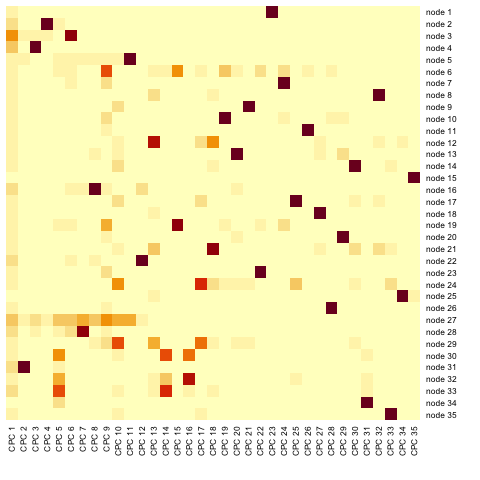 node 1
node 2
node 3
node 4
node 5
node 6
node 7
node 8
node 9
node 10
node 11
node 12
node 13
node 14
node 15
node 16
node 17
node 18
node 19
node 20
node 21
node 22
node 23
node 24
node 25
node 26
node 27
node 28
node 29
node 30
node 31
node 32
node 33
node 34
node 35
CPC 1
CPC 2
CPC 3
CPC 4
CPC 5
CPC 6
CPC 7
CPC 8
CPC 9
CPC 10
CPC 11
CPC 12
CPC 13
CPC 14
CPC 15
CPC 16
CPC 17
CPC 18
CPC 19
CPC 20
CPC 21
CPC 22
CPC 23
CPC 24
CPC 25
CPC 26
CPC 27
CPC 28
CPC 29
CPC 30
CPC 31
CPC 32
CPC 33
CPC 34
CPC 35